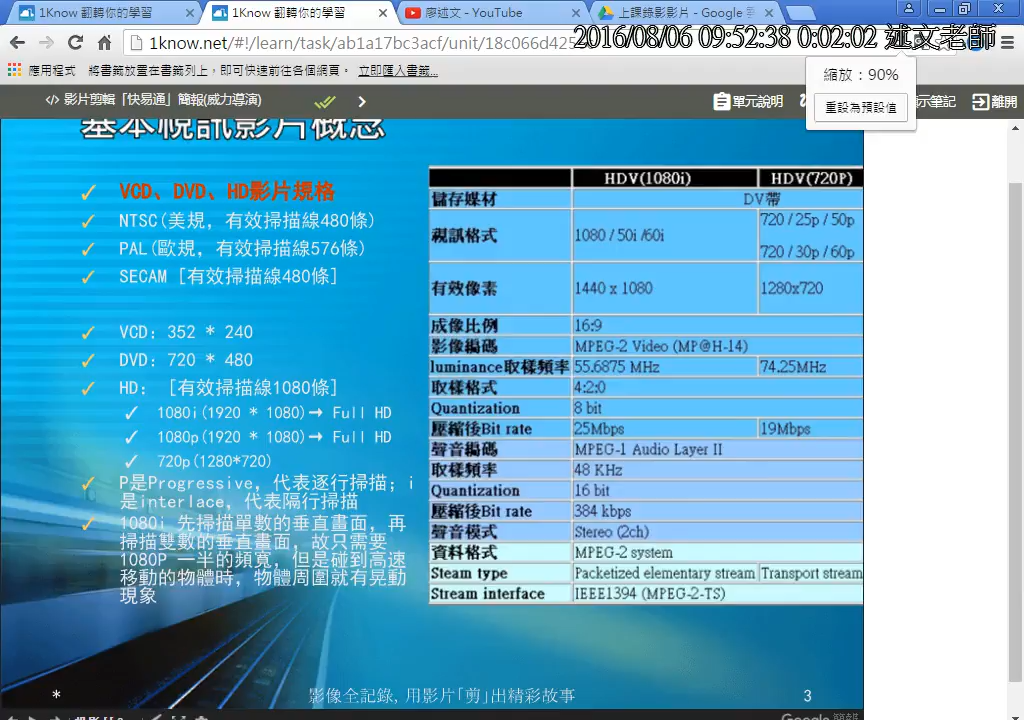 1Know 翻轉你的學習
1Know 翻轉你的學習
廖述文 - YouTube
上課錄影影片 - Google
1know.net/#!/learn/task/ab1a17bc3acf/unit/18c066d425
2016/08/06 09:52:38 0:02:02 述文老師
應用程式
將書籤放置在書籤列上，即可快速前往各個網頁。
立即匯入書籤...
縮放：90%
重設為預設值
影片剪輯「快易通」簡報(威力導演)
單元說明
示筆記
離開
基本視訊影片概念
VCD、DVD、HD影片規格
NTSC(美規，有效掃描線480條)
PAL(歐規，有效掃描線576條)
SECAM [有效掃描線480條]
VCD: 352 * 240
DVD: 720 * 480
HD: [有效掃描線1080條]
1080i(1920 * 1080)→ Full HD
1080p(1920 * 1080)→ Full HD
720p(1280*720)
P是Progressive，代表逐行掃描；i
是interlace，代表隔行掃描
1080i 先掃描單數的垂直畫面，再
掃描雙數的垂直畫面，故只需要
1080P 一半的頻寬，但是碰到高速
移動的物體時，物體周圍就有晃動
現象
HDV(1080i) HDV(720P)
儲存媒材 DV帶
視訊格式 1080 / 50i /60i 720 / 25p / 50p
720 / 30p / 60p
有效像素 1440 x 1080 1280x720
成像比例 16:9
影像編碼 MPEG-2 Video (MP@H-14)
luminance取樣頻率 55.6875 MHz 74.25MHz
取樣格式 4:2:0
Quantization 8 bit
壓縮後Bit rate 25Mbps 19Mbps
聲音編碼 MPEG-1 Audio Layer II
取樣頻率 48 KHz
Quantization 16 bit
壓縮後Bit rate 384 kbps
聲音模式 Stereo (2ch)
資料格式 MPEG-2 system
Steam type Packetized elementary stream Transport stream
Stream interface IEEE1394 (MPEG-2-TS)
* 影像全記錄, 用影片「剪」出精彩故事 3